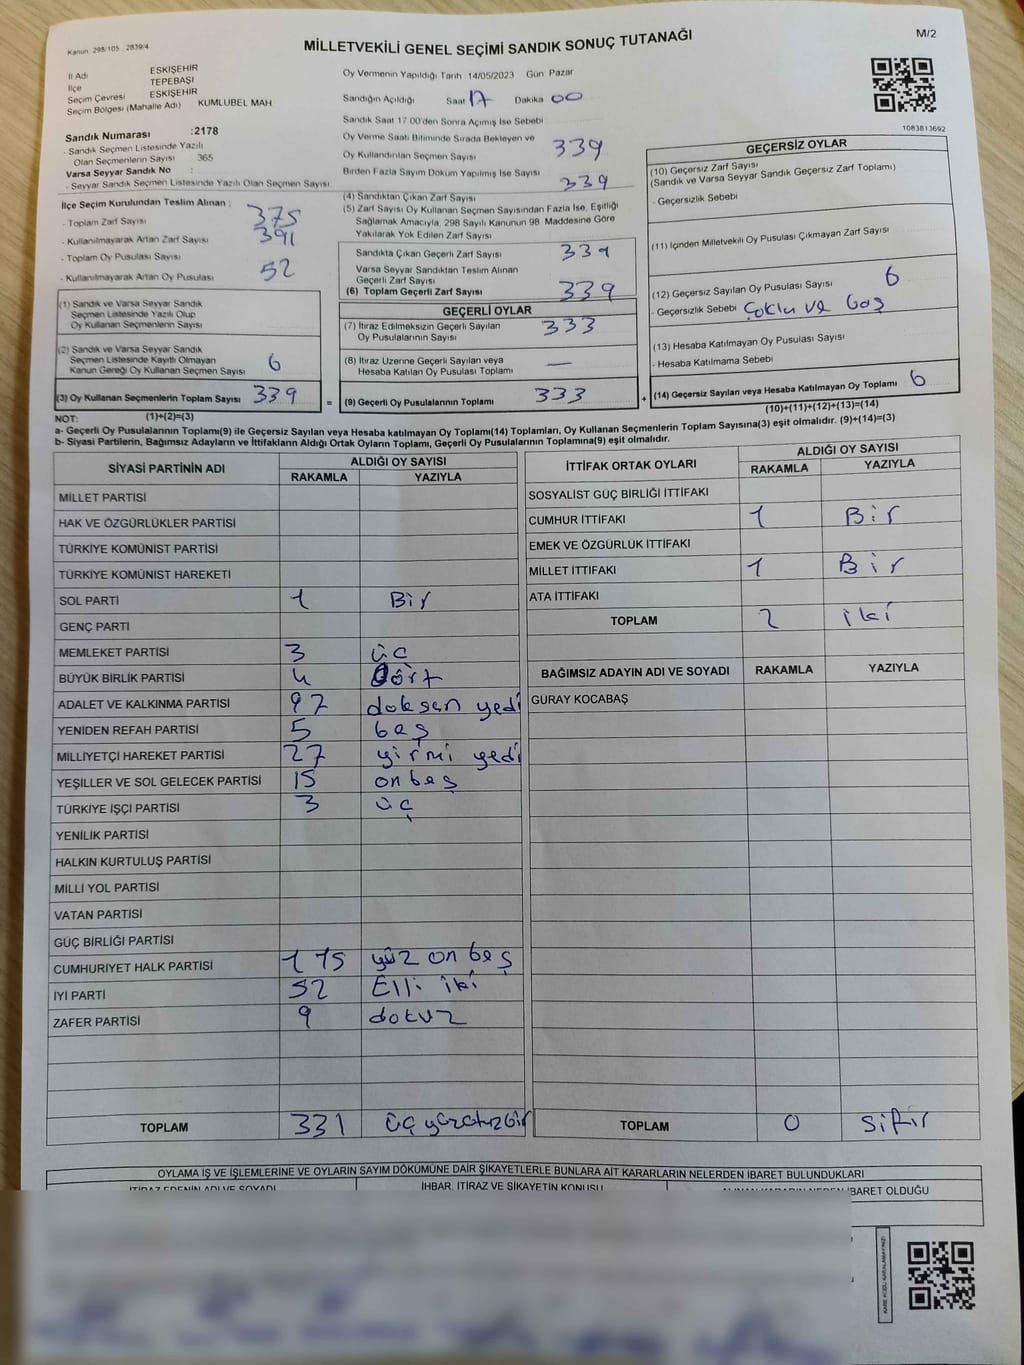 Kanun: 298/105 , 2839/4
MİLLETVEKİLİ GENEL SEÇİMİ SANDIK SONUÇ TUTANAĞI
M/2
İl Adı ESKİŞEHİR
İlçe TEPEBAŞI
Seçim Çevresi ESKİŞEHİR
Seçim Bölgesi (Mahalle Adı) KUMLUBEL MAH
Sandık Numarası :2178
- Sandık Seçmen Listesinde Yazılı
Olan Seçmenlerin Sayısı 365
Varsa Seyyar Sandık No :
- Seyyar Sandık Seçmen Listesinde Yazılı Olan Seçmen Sayısı
İlçe Seçim Kurulundan Teslim Alınan ;
- Toplam Zarf Sayısı 375
- Kullanılmayarak Artan Zarf Sayısı
- Toplam Oy Pusulası Sayısı 391
- Kullanılmayarak Artan Oy Pusulası 52
(1) Sandık ve Varsa Seyyar Sandık
Seçmen Listesinde Yazılı Olup
Oy Kullanan Seçmenlerin Sayısı
(2) Sandık ve Varsa Seyyar Sandık
Seçmen Listesinde Kayıtlı Olmayan
Kanun Gereği Oy Kullanan Seçmen Sayısı 6
(3) Oy Kullanan Seçmenlerin Toplam Sayısı 339
(1)+(2)=(3)
Oy Vermenin Yapıldığı Tarih 14/05/2023 Gün Pazar
Sandığın Açıldığı Saat 17 Dakika 00
Sandık Saat 17.00'den Sonra Açılmış İse Sebebi
Oy Verme Saati Bitiminde Sırada Bekleyen ve
Oy Kullandırılan Seçmen Sayısı 339
Birden Fazla Sayım Döküm Yapılmış İse Sayısı
(4) Sandıktan Çıkan Zarf Sayısı 339
(5) Zarf Sayısı Oy Kullanan Seçmen Sayısından Fazla İse, Eşitliği
Sağlamak Amacıyla, 298 Sayılı Kanunun 98. Maddesine Göre
Yakılarak Yok Edilen Zarf Sayısı
Sandıkta Çıkan Geçerli Zarf Sayısı 339
Varsa Seyyar Sandıktan Teslim Alınan
Geçerli Zarf Sayısı
(6) Toplam Geçerli Zarf Sayısı 339
GEÇERLİ OYLAR
(7) İtiraz Edilmeksizin Geçerli Sayılan
Oy Pusulalarının Sayısı 333
(8) İtiraz Üzerine Geçerli Sayılan veya
Hesaba Katılan Oy Pusulası Toplamı —
= (9) Geçerli Oy Pusulalarının Toplamı 333 +
1083813692
GEÇERSİZ OYLAR
(10) Geçersiz Zarf Sayısı
(Sandık ve Varsa Seyyar Sandık Geçersiz Zarf Toplamı)
- Geçersizlik Sebebi
(11) İçinden Milletvekili Oy Pusulası Çıkmayan Zarf Sayısı
(12) Geçersiz Sayılan Oy Pusulası Sayısı 6
- Geçersizlik Sebebi Çoklu ve boş
(13) Hesaba Katılmayan Oy Pusulası Sayısı
- Hesaba Katılmama Sebebi
(14) Geçersiz Sayılan veya Hesaba Katılmayan Oy Toplamı 6
(10)+(11)+(12)+(13)=(14)
NOT:
a- Geçerli Oy Pusulalarının Toplamı(9) ile Geçersiz Sayılan veya Hesaba katılmayan Oy Toplamı(14) Toplamları, Oy Kullanan Seçmenlerin Toplam Sayısına(3) eşit olmalıdır. (9)+(14)=(3)
b- Siyasi Partilerin, Bağımsız Adayların ve İttifakların Aldığı Ortak Oyların Toplamı, Geçerli Oy Pusulalarının Toplamına(9) eşit olmalıdır.
SİYASİ PARTİNİN ADI ALDIĞI OY SAYISI
RAKAMLA YAZIYLA
MİLLET PARTİSİ
HAK VE ÖZGÜRLÜKLER PARTİSİ
TÜRKİYE KOMÜNİST PARTİSİ
TÜRKİYE KOMÜNİST HAREKETİ
SOL PARTİ 1 Bir
GENÇ PARTİ
MEMLEKET PARTİSİ 3 üç
BÜYÜK BİRLİK PARTİSİ 4 Dört
ADALET VE KALKINMA PARTİSİ 97 doksan yedi
YENİDEN REFAH PARTİSİ 5 beş
MİLLİYETÇİ HAREKET PARTİSİ 27 yirmi yedi
YEŞİLLER VE SOL GELECEK PARTİSİ 15 onbeş
TÜRKİYE İŞÇİ PARTİSİ 3 üç
YENİLİK PARTİSİ
HALKIN KURTULUŞ PARTİSİ
MİLLİ YOL PARTİSİ
VATAN PARTİSİ
GÜÇ BİRLİĞİ PARTİSİ
CUMHURİYET HALK PARTİSİ 115 yüz on beş
İYİ PARTİ 52 Elli iki
ZAFER PARTİSİ 9 dokuz
TOPLAM 331 üçyüzotuzbir
İTTİFAK ORTAK OYLARI ALDIĞI OY SAYISI
RAKAMLA YAZIYLA
SOSYALİST GÜÇ BİRLİĞİ İTTİFAKI
CUMHUR İTTİFAKI 1 Bir
EMEK VE ÖZGÜRLÜK İTTİFAKI
MİLLET İTTİFAKI 1 Bir
ATA İTTİFAKI
TOPLAM 2 iki
BAĞIMSIZ ADAYIN ADI VE SOYADI RAKAMLA YAZIYLA
GÜRAY KOCABAŞ
TOPLAM 0 Sıfır
OYLAMA İŞ VE İŞLEMLERİNE VE OYLARIN SAYIM DÖKÜMÜNE DAİR ŞİKAYETLERLE BUNLARA AİT KARARLARIN NELERDEN İBARET BULUNDUKLARI
İTİRAZ EDENİN ADI VE SOYADI İHBAR, İTİRAZ VE ŞİKAYETİN KONUSU ALINAN KARARIN NEDEN İBARET OLDUĞU